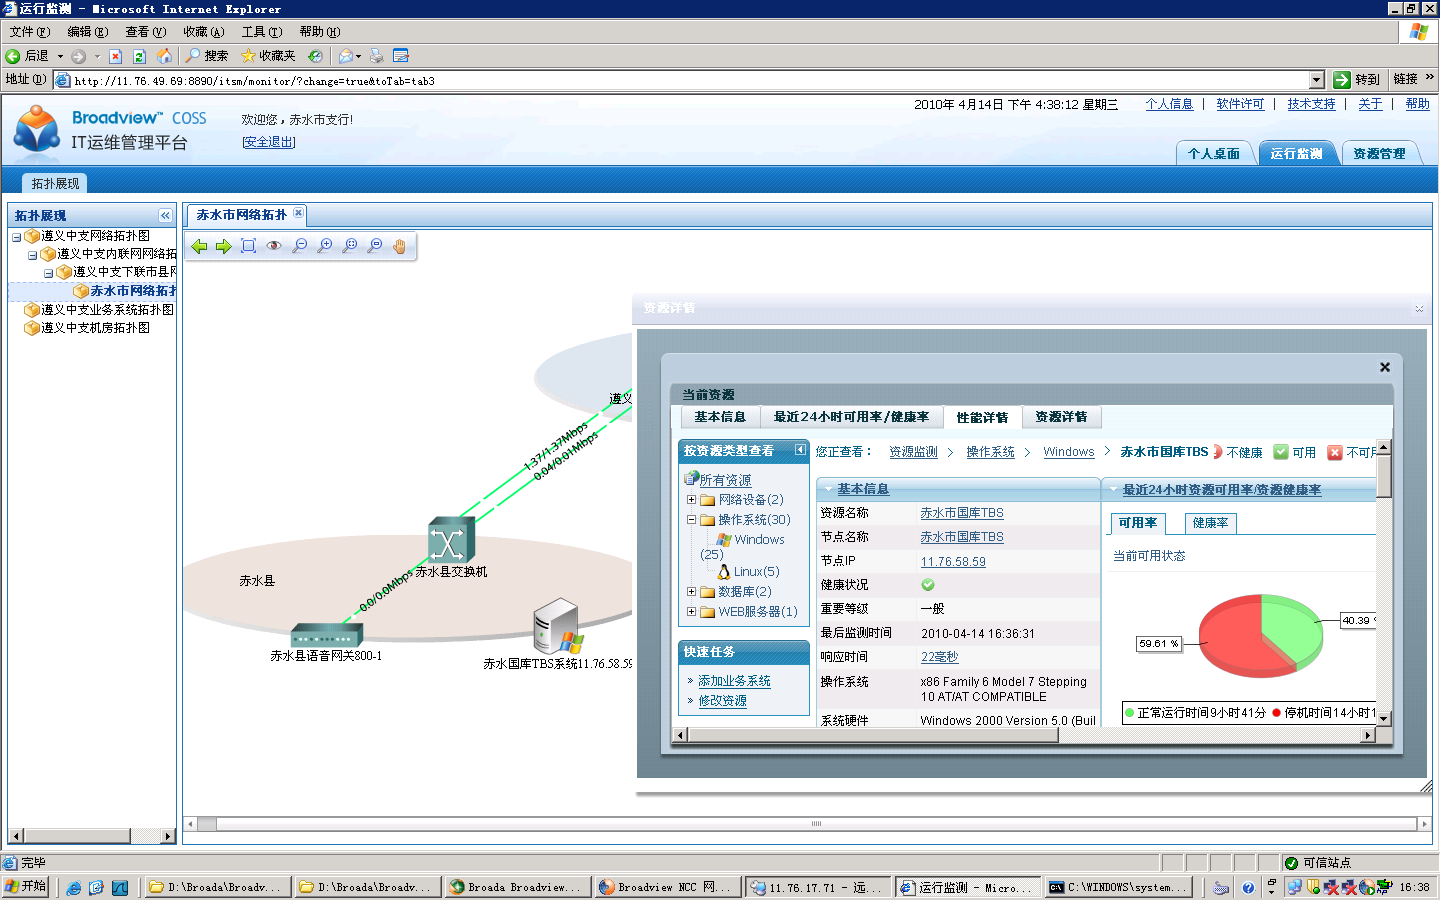 运行监测 - Microsoft Internet Explorer
文件(F) 编辑(E) 查看(V) 收藏(A) 工具(T) 帮助(H)
后退 搜索 收藏夹
地址(D) http://11.76.49.69:8890/itsm/monitor/?change=true&toTab=tab3 转到 链接 »
2010年 4月14日 下午 4:38:12 星期三 个人信息 | 软件许可 | 技术支持 | 关于 | 帮助
Broadview™ COSS
IT运维管理平台
欢迎您，赤水市支行!
[安全退出]
个人桌面 运行监测 资源管理
拓扑展现
拓扑展现 «
遵义中支网络拓扑图
遵义中支内联网网络拓
遵义中支下联市县网
赤水市网络拓扑
遵义中支业务系统拓扑图
遵义中支机房拓扑图
赤水市网络拓扑
遵义
1.37/1.37Mbps
0.04/0.01Mbps
赤水县交换机
赤水县
0.0/0.0Mbps
赤水县语音网关800-1
赤水国库TBS系统11.76.58.59
资源详情
当前资源
基本信息 最近24小时可用率/健康率 性能详情 资源详情
按资源类型查看
所有资源
网络设备(2)
操作系统(30)
Windows
(25)
Linux(5)
数据库(2)
WEB服务器(1)
快速任务
» 添加业务系统
» 修改资源
您正查看： 资源监测 > 操作系统 > Windows > 赤水市国库TBS 不健康 可用 不可用
基本信息
资源名称 赤水市国库TBS
节点名称 赤水市国库TBS
节点IP 11.76.58.59
健康状况
重要等级 一般
最后监测时间 2010-04-14 16:36:31
响应时间 22毫秒
操作系统 x86 Family 6 Model 7 Stepping
10 AT/AT COMPATIBLE
系统硬件 Windows 2000 Version 5.0 (Buil
最近24小时资源可用率/资源健康率
可用率 健康率
当前可用状态
40.39 %
59.61 %
正常运行时间9小时41分 停机时间14小时1
完毕 可信站点
开始 D:\Broada\Broadv... D:\Broada\Broadv... Broada Broadview... Broadview NCC 网... 11.76.17.71 - 远... 运行监测 - Micro... C:\WINDOWS\system... 16:38